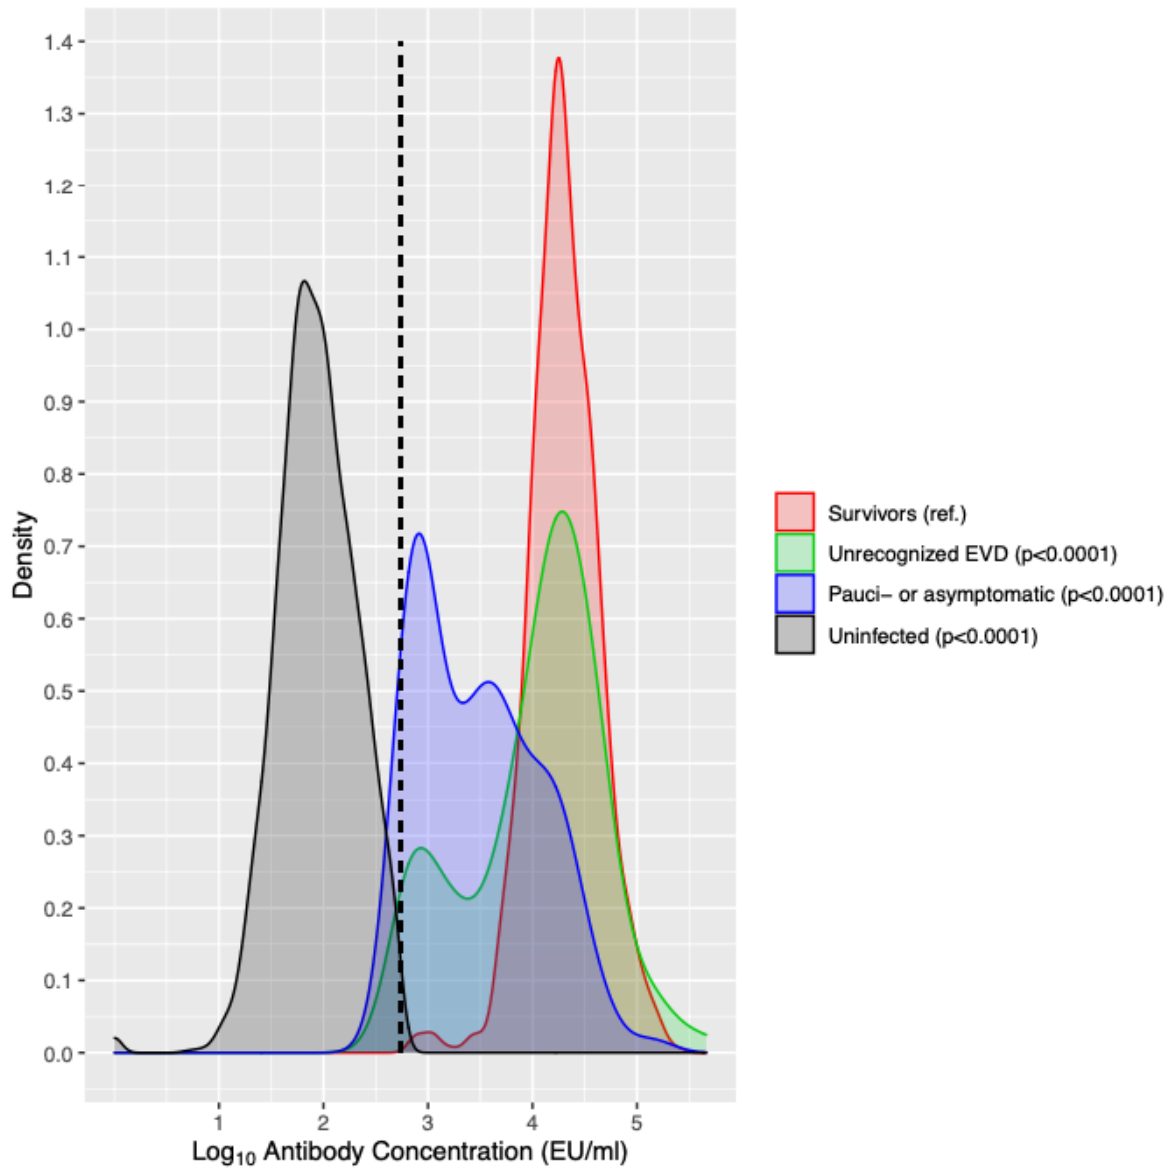 1.4
1.3
1.2
1.1
1.0
0.9
0.8
0.7
0.6
0.5
0.4
0.3
0.2
0.1
0.0
Density
1 2 3 4 5
Log₁₀ Antibody Concentration (EU/ml)
Survivors (ref.)
Unrecognized EVD (p<0.0001)
Pauci− or asymptomatic (p<0.0001)
Uninfected (p<0.0001)